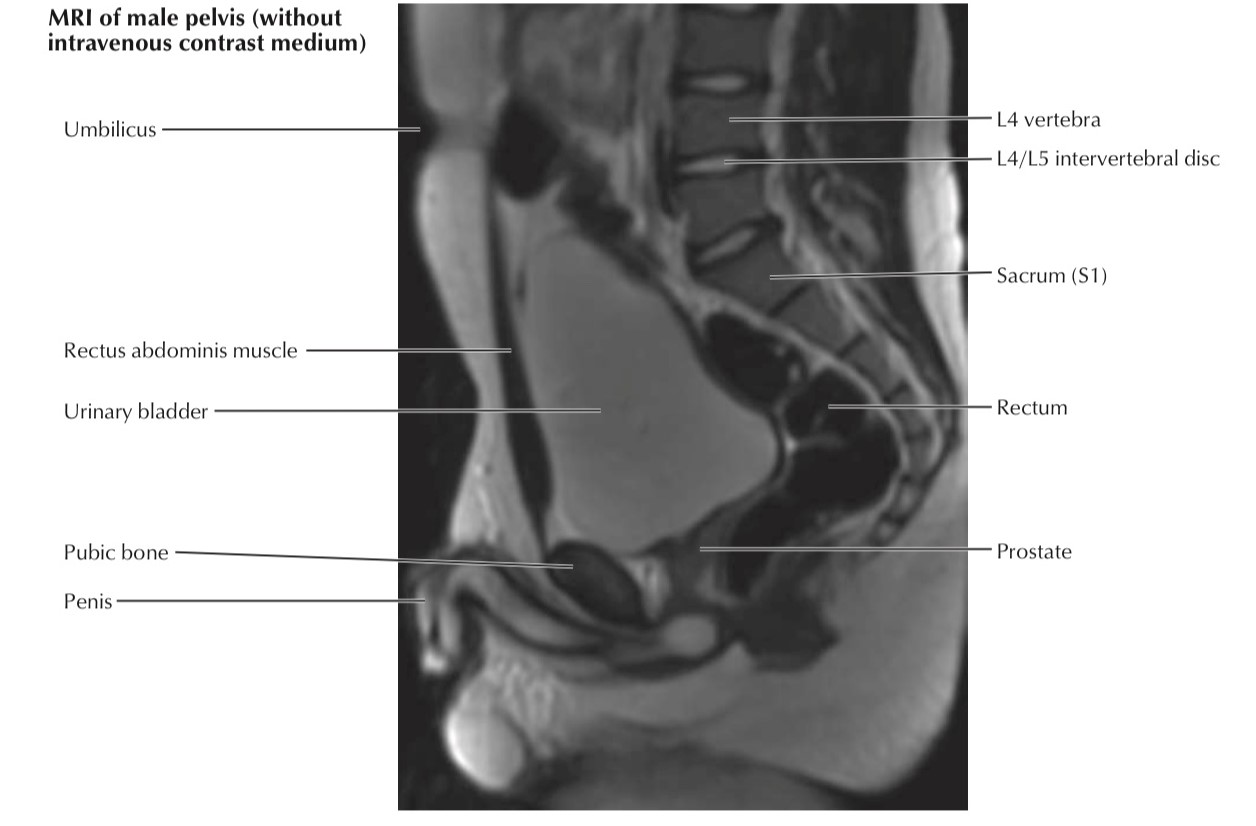 MRI of male pelvis (without
intravenous contrast medium)
Umbilicus
Rectus abdominis muscle
Urinary bladder
Pubic bone
Penis
L4 vertebra
L4/L5 intervertebral disc
Sacrum (S1)
Rectum
Prostate